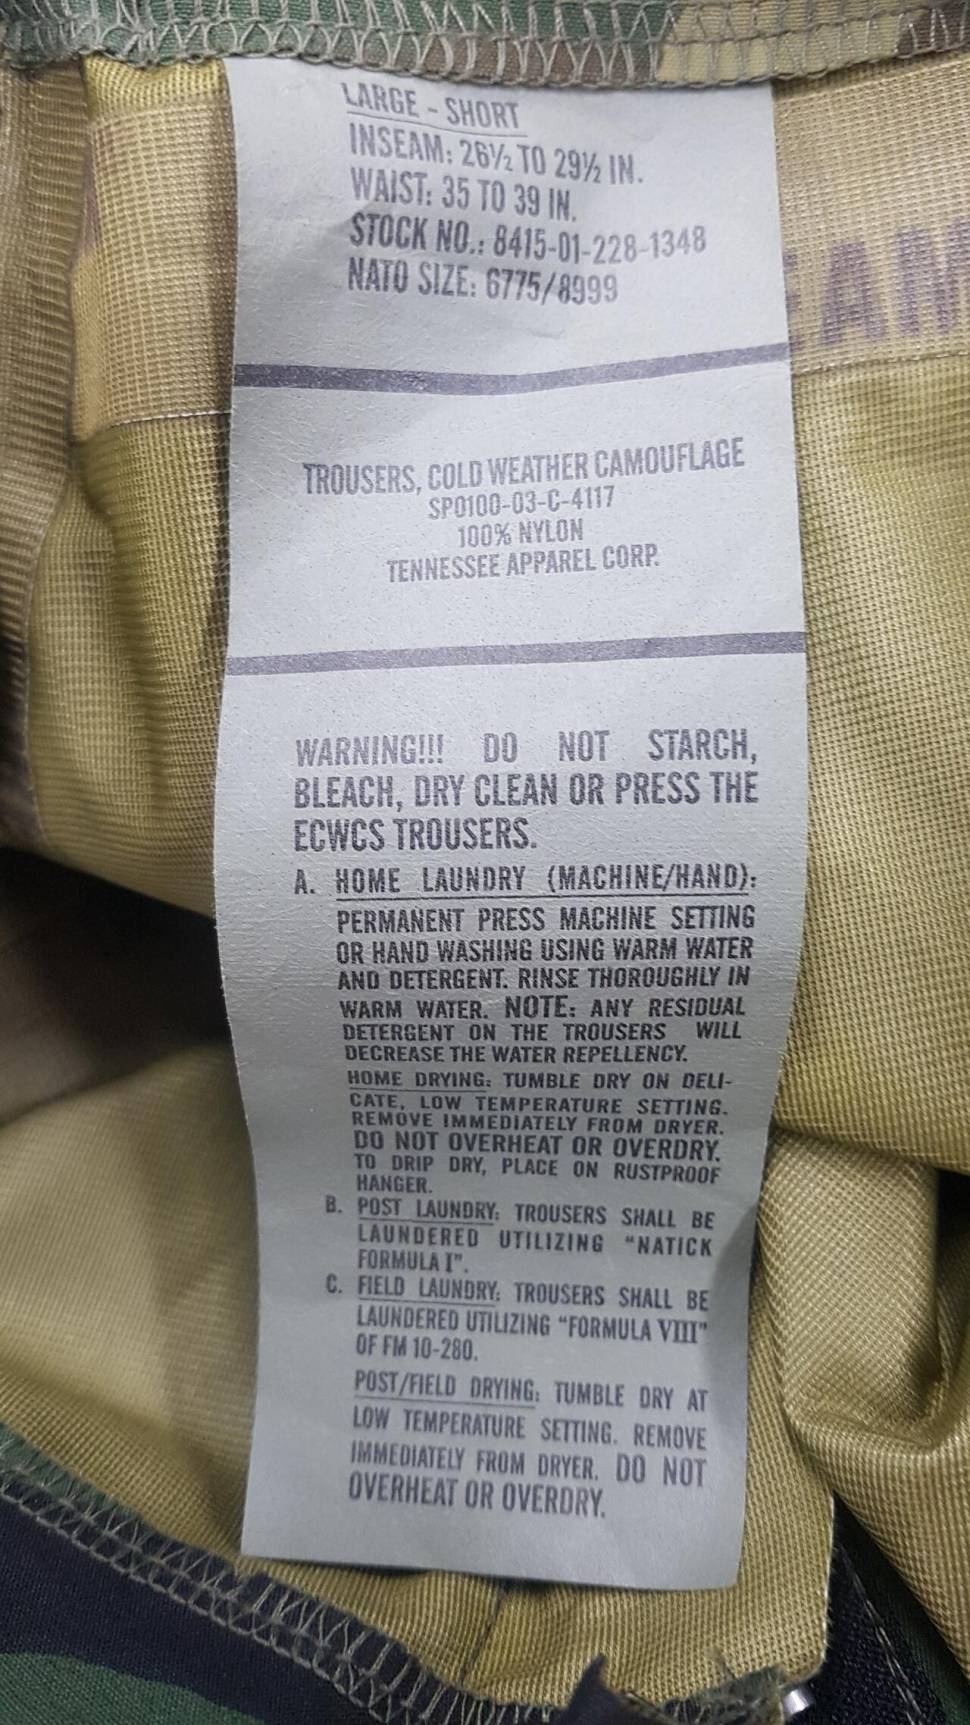 LARGE - SHORT
INSEAM: 26½ TO 29½ IN.
WAIST: 35 TO 39 IN.
STOCK NO.: 8415-01-228-1348
NATO SIZE: 6775/8999
TROUSERS, COLD WEATHER CAMOUFLAGE
SP0100-03-C-4117
100% NYLON
TENNESSEE APPAREL CORP.
WARNING!!! DO NOT STARCH,
BLEACH, DRY CLEAN OR PRESS THE
ECWCS TROUSERS.
A. HOME LAUNDRY (MACHINE/HAND):
PERMANENT PRESS MACHINE SETTING
OR HAND WASHING USING WARM WATER
AND DETERGENT. RINSE THOROUGHLY IN
WARM WATER. NOTE: ANY RESIDUAL
DETERGENT ON THE TROUSERS WILL
DECREASE THE WATER REPELLENCY.
HOME DRYING: TUMBLE DRY ON DELI-
CATE, LOW TEMPERATURE SETTING.
REMOVE IMMEDIATELY FROM DRYER.
DO NOT OVERHEAT OR OVERDRY.
TO DRIP DRY, PLACE ON RUSTPROOF
HANGER.
B. POST LAUNDRY: TROUSERS SHALL BE
LAUNDERED UTILIZING "NATICK
FORMULA I".
C. FIELD LAUNDRY: TROUSERS SHALL BE
LAUNDERED UTILIZING "FORMULA VIII"
OF FM 10-280.
POST/FIELD DRYING: TUMBLE DRY AT
LOW TEMPERATURE SETTING. REMOVE
IMMEDIATELY FROM DRYER. DO NOT
OVERHEAT OR OVERDRY.